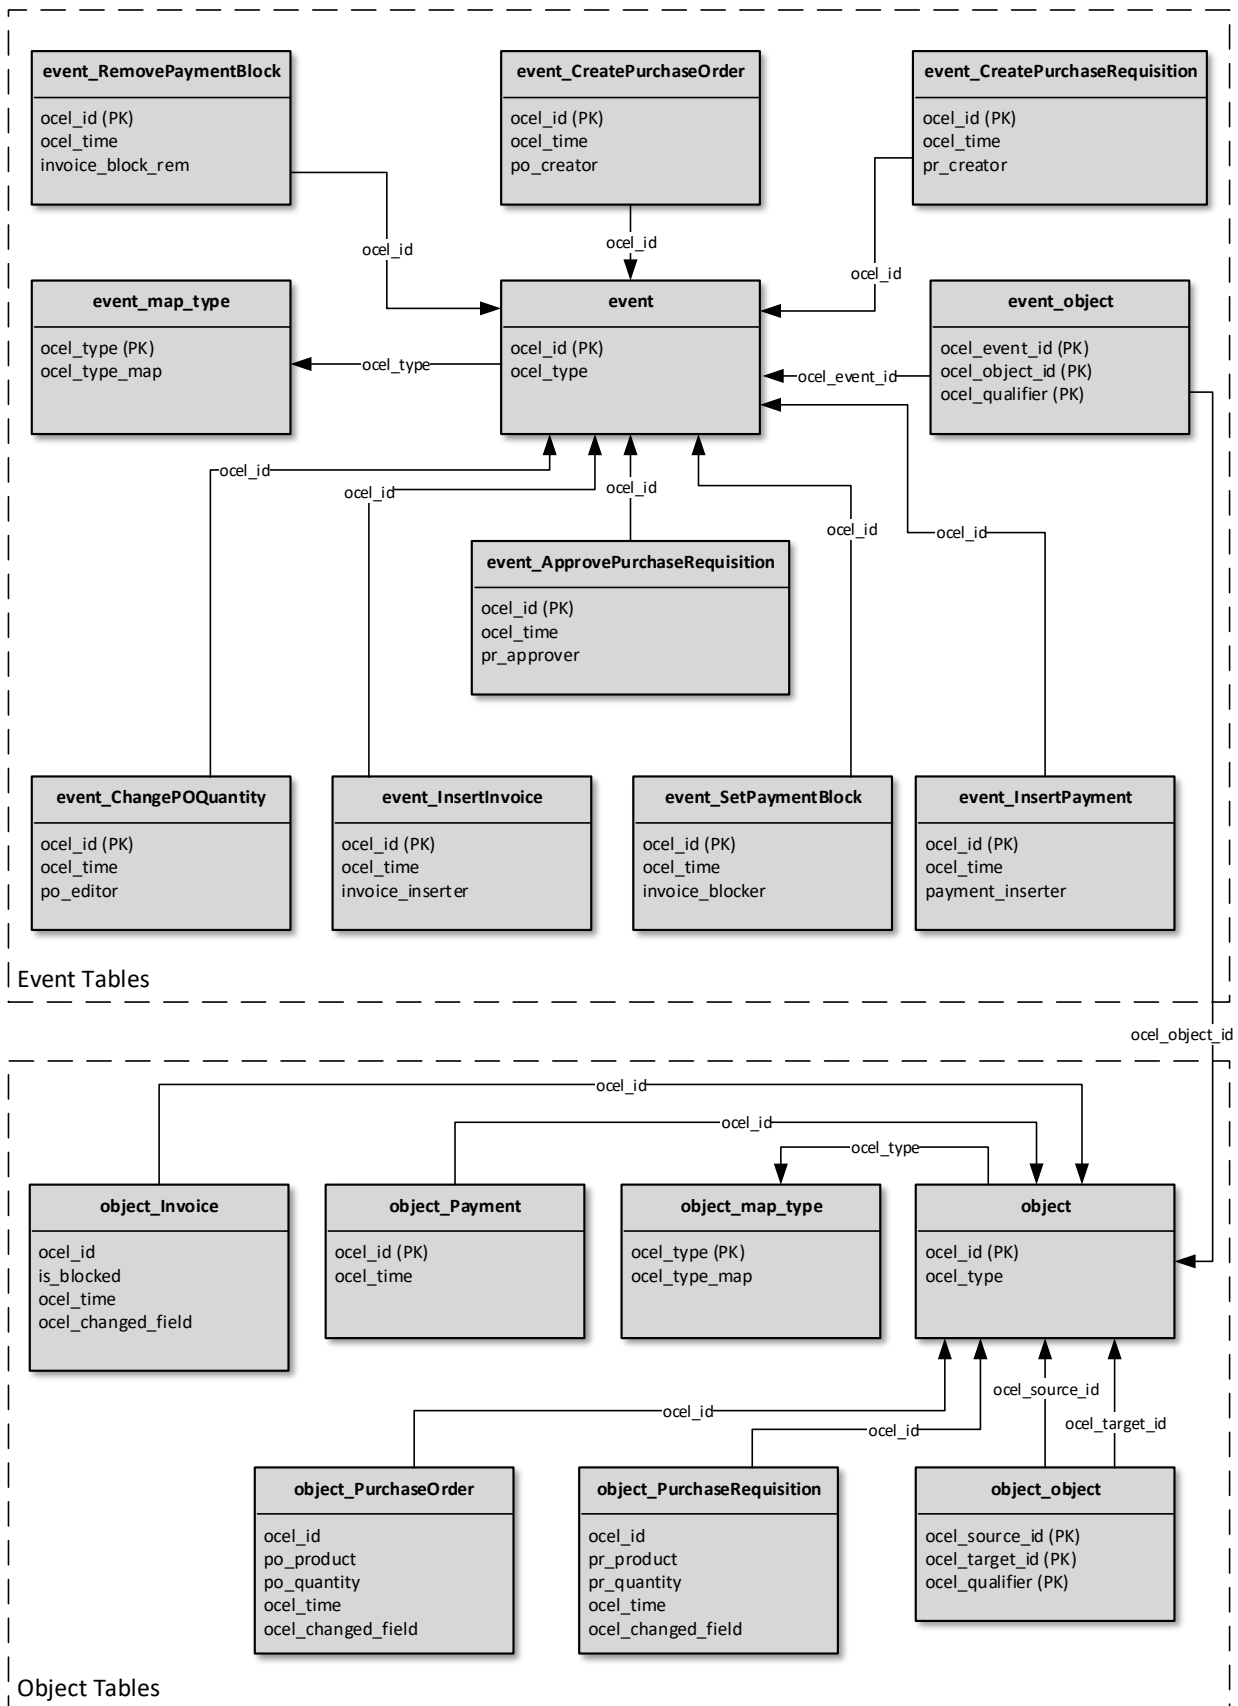 event_RemovePaymentBlock
ocel_id (PK)
ocel_time
invoice_block_rem
event_CreatePurchaseOrder
ocel_id (PK)
ocel_time
po_creator
event_CreatePurchaseRequisition
ocel_id (PK)
ocel_time
pr_creator
ocel_id
ocel_id
ocel_id
event_map_type
ocel_type (PK)
ocel_type_map
ocel_type
event
ocel_id (PK)
ocel_type
ocel_event_id
event_object
ocel_event_id (PK)
ocel_object_id (PK)
ocel_qualifier (PK)
ocel_id
ocel_id
ocel_id
ocel_id
ocel_id
event_ApprovePurchaseRequisition
ocel_id (PK)
ocel_time
pr_approver
event_ChangePOQuantity
ocel_id (PK)
ocel_time
po_editor
event_InsertInvoice
ocel_id (PK)
ocel_time
invoice_inserter
event_SetPaymentBlock
ocel_id (PK)
ocel_time
invoice_blocker
event_InsertPayment
ocel_id (PK)
ocel_time
payment_inserter
Event Tables
ocel_object_id
ocel_id
ocel_id
ocel_type
object_Invoice
ocel_id
is_blocked
ocel_time
ocel_changed_field
object_Payment
ocel_id (PK)
ocel_time
object_map_type
ocel_type (PK)
ocel_type_map
object
ocel_id (PK)
ocel_type
ocel_source_id
ocel_id
ocel_target_id
ocel_id
object_PurchaseOrder
ocel_id
po_product
po_quantity
ocel_time
ocel_changed_field
object_PurchaseRequisition
ocel_id
pr_product
pr_quantity
ocel_time
ocel_changed_field
object_object
ocel_source_id (PK)
ocel_target_id (PK)
ocel_qualifier (PK)
Object Tables